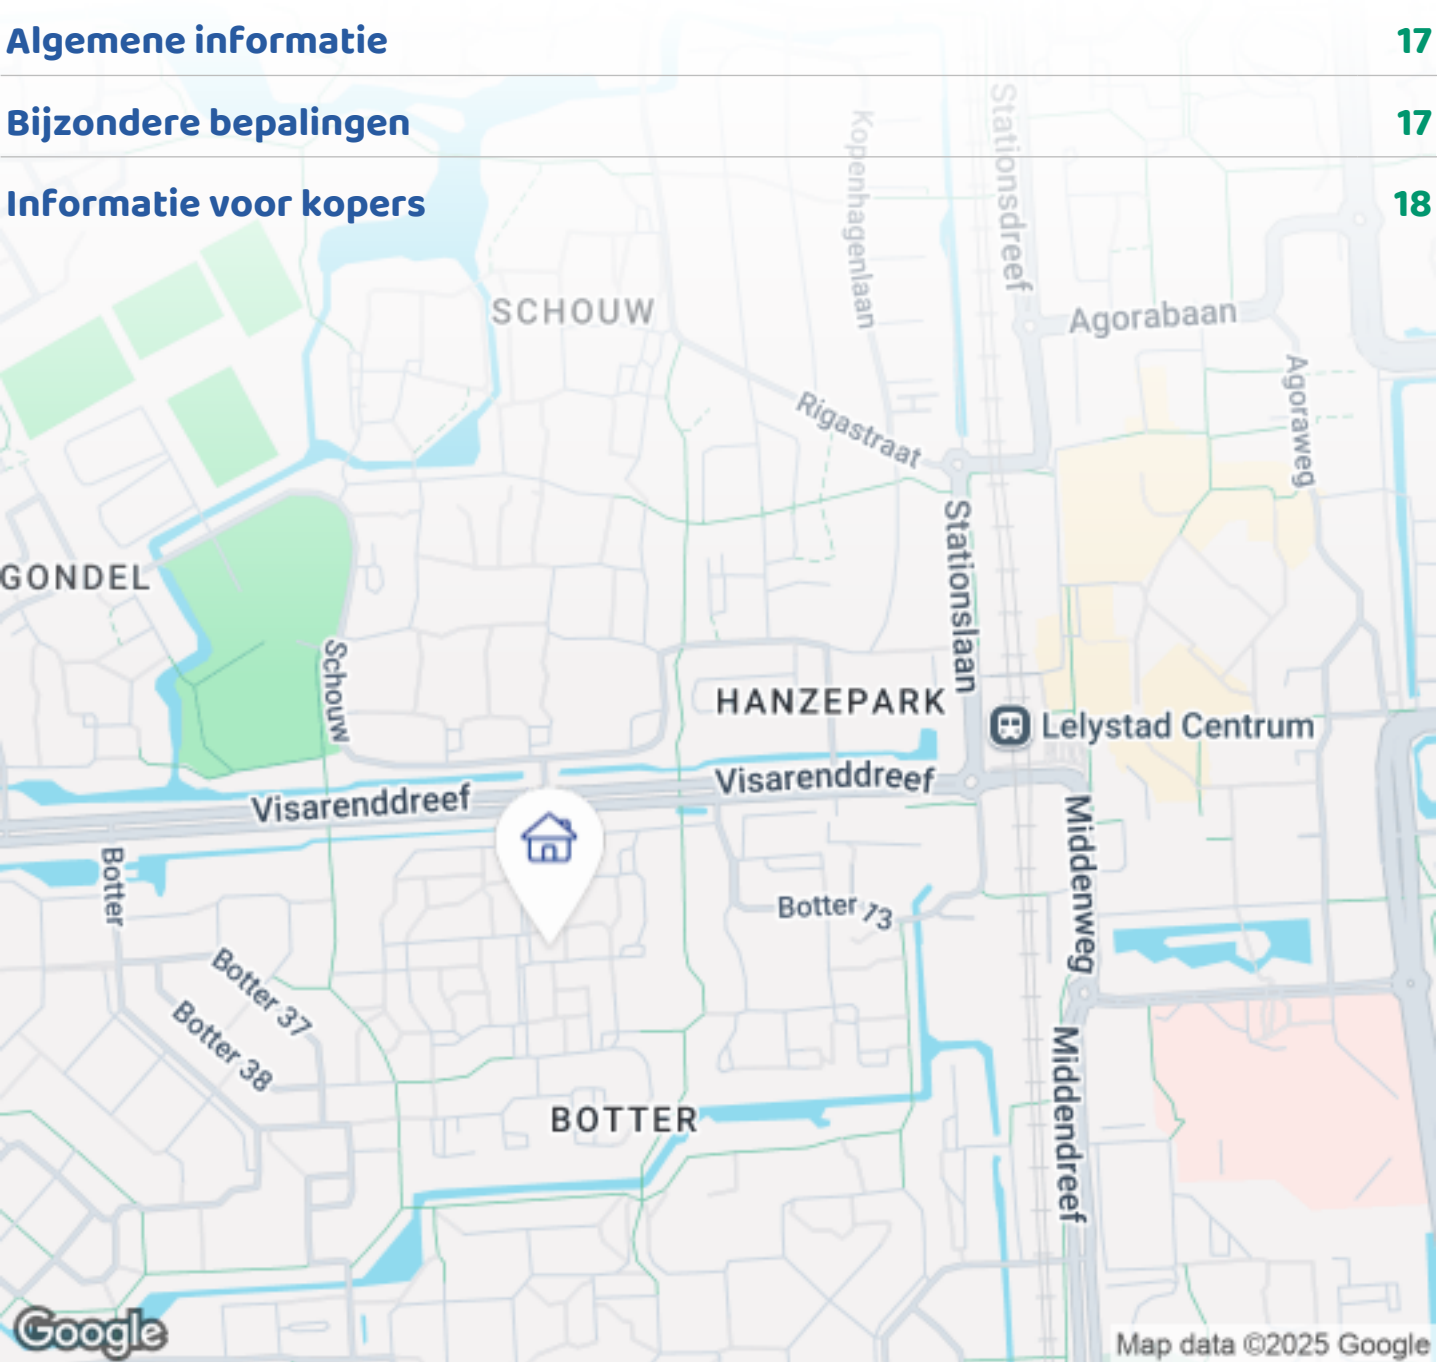 Algemene informatie 17
Bijzondere bepalingen 17
Informatie voor kopers 18
Stationsdreef
Kopenhagenlaan
SCHOUW
Agorabaan
Agoraweg
Rigastraat
Stationslaan
GONDEL
Schouw
HANZEPARK
Lelystad Centrum
Visarenddreef
Visarenddreef
Middenweg
Botter
Botter 13
Botter 37
Botter 38
Middendreef
BOTTER
Google
Map data ©2025 Google